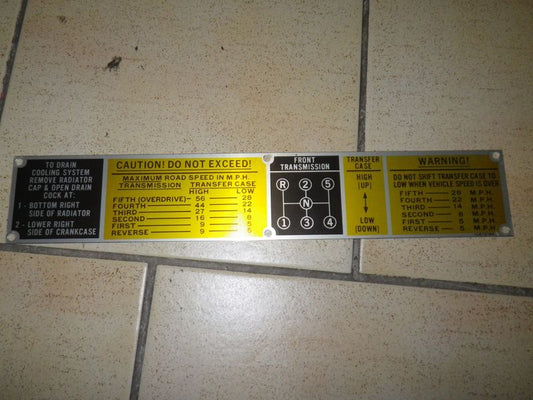 TO DRAIN
COOLING SYSTEM
REMOVE RADIATOR
CAP & OPEN DRAIN
COCK AT:
1 - BOTTOM RIGHT
SIDE OF RADIATOR
2 - LOWER RIGHT
SIDE OF CRANKCASE
CAUTION! DO NOT EXCEED!
MAXIMUM ROAD SPEED IN M.P.H.
TRANSMISSION TRANSFER CASE
HIGH LOW
FIFTH (OVERDRIVE) - 56 28
FOURTH 44 22
THIRD 27 14
SECOND 16 8
FIRST 9 5
REVERSE 9 5
FRONT
TRANSMISSION
R 2 5
N
1 3 4
TRANSFER
CASE
HIGH
(UP)
LOW
(DOWN)
WARNING!
DO NOT SHIFT TRANSFER CASE TO
LOW WHEN VEHICLE SPEED IS OVER
FIFTH 28 M.P.H.
FOURTH 22 M.P.H.
THIRD 14 M.P.H.
SECOND 8 M.P.H.
FIRST 5 M.P.H.
REVERSE 5 M.P.H.